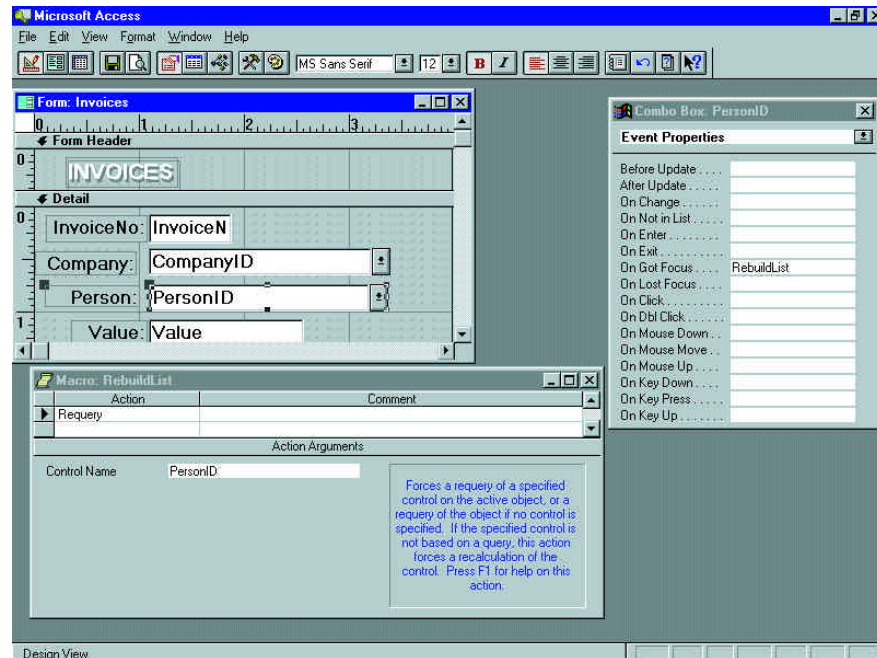 Microsoft Access
File Edit View Format Window Help
MS Sans Serif 12 B I
Form: Invoices
0 1 2 3
Form Header
0
INVOICES
Detail
0
InvoiceNo: InvoiceN
Company: CompanyID
Person: PersonID
1
Value: Value
Combo Box: PersonID
Event Properties
Before Update . . . .
After Update . . . . .
On Change . . . . . .
On Not in List . . . . .
On Enter . . . . . . . .
On Exit . . . . . . . . . .
On Got Focus . . . . RebuildList
On Lost Focus . . . .
On Click . . . . . . . . .
On Dbl Click . . . . . .
On Mouse Down . .
On Mouse Move . .
On Mouse Up . . . .
On Key Down . . . .
On Key Press . . . . .
On Key Up . . . . . . .
Macro: RebuildList
Action Comment
Requery
Action Arguments
Control Name PersonID
Forces a requery of a specified
control on the active object, or a
requery of the object if no control is
specified. If the specified control is
not based on a query, this action
forces a recalculation of the
control. Press F1 for help on this
action.
Design View